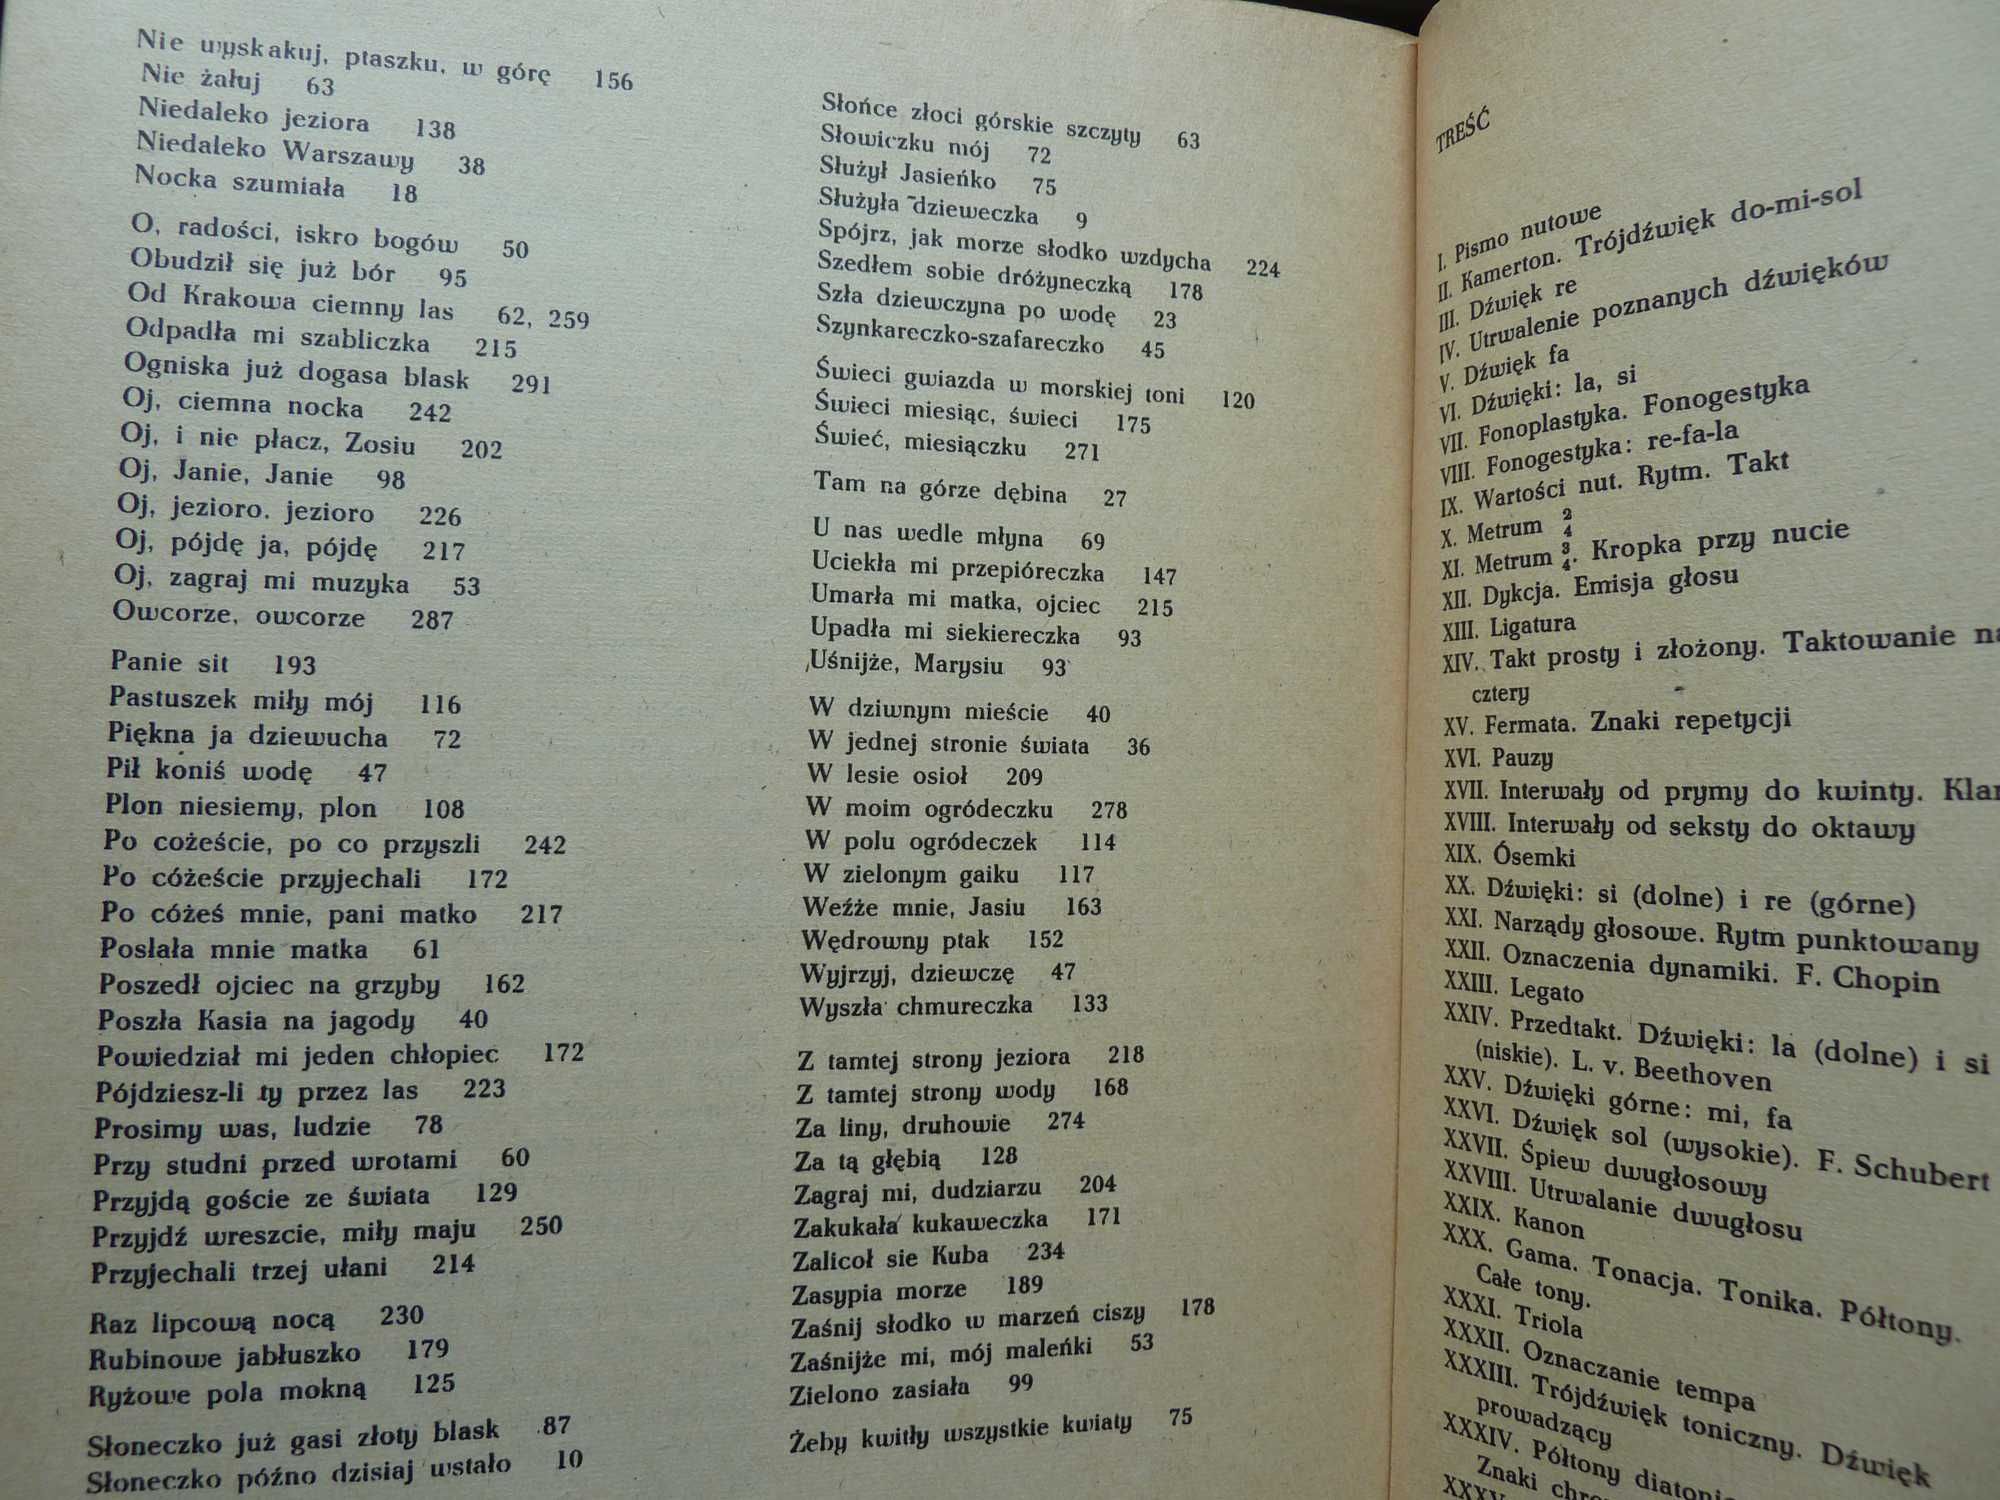 Nie wyskakuj, ptaszku, w górę 156
Nie żałuj 63
Niedaleko jeziora 138
Niedaleko Warszawy 38
Nocka szumiała 18
O, radości, iskro bogów 50
Obudził się już bór 95
Od Krakowa ciemny las 62, 259
Odpadła mi szabliczka 215
Ogniska już dogasa blask 291
Oj, ciemna nocka 242
Oj, i nie płacz, Zosiu 202
Oj, Janie, Janie 98
Oj, jezioro. jezioro 226
Oj, pójdę ja, pójdę 217
Oj, zagraj mi muzyka 53
Owcorze, owcorze 287
Panie sit 193
Pastuszek miły mój 116
Piękna ja dziewucha 72
Pił koniś wodę 47
Plon niesiemy, plon 108
Po cożeście, po co przyszli 242
Po cóżeście przyjechali 172
Po cóżeś mnie, pani matko 217
Posłała mnie matka 61
Poszedł ojciec na grzyby 162
Poszła Kasia na jagody 40
Powiedział mi jeden chłopiec 172
Pójdziesz-li ty przez las 223
Prosimy was, ludzie 78
Przy studni przed wrotami 60
Przyjdą goście ze świata 129
Przyjdź wreszcie, miły maju 250
Przyjechali trzej ułani 214
Raz lipcową nocą 230
Rubinowe jabłuszko 179
Ryżowe pola mokną 125
Słoneczko już gasi złoty blask 87
Słoneczko późno dzisiaj wstało 10
Słońce złoci górskie szczyty 63
Słowiczku mój 72
Służył Jasieńko 75
Służyła dzieweczka 9
Spójrz, jak morze słodko wzdycha 224
Szedłem sobie dróżyneczką 178
Szła dziewczyna po wodę 23
Szynkareczko-szafareczko 45
Świeci gwiazda w morskiej toni 120
Świeci miesiąc, świeci 175
Świeć, miesiączku 271
Tam na górze dębina 27
U nas wedle młyna 69
Uciekła mi przepióreczka 147
Umarła mi matka, ojciec 215
Upadła mi siekiereczka 93
Uśnijże, Marysiu 93
W dziwnym mieście 40
W jednej stronie świata 36
W lesie osioł 209
W moim ogródeczku 278
W polu ogródeczek 114
W zielonym gaiku 117
Weźże mnie, Jasiu 163
Wędrowny ptak 152
Wyjrzyj, dziewczę 47
Wyszła chmureczka 133
Z tamtej strony jeziora 218
Z tamtej strony wody 168
Za liny, druhowie 274
Za tą głębią 128
Zagraj mi, dudziarzu 204
Zakukała kukaweczka 171
Zalicoł sie Kuba 234
Zasypia morze 189
Zaśnij słodko w marzeń ciszy 178
Zaśnijże mi, mój maleńki 53
Zielono zasiała 99
Żeby kwitły wszystkie kwiaty 75
TREŚĆ
I. Pismo nutowe
II. Kamerton. Trójdźwięk do-mi-sol
III. Dźwięk re
IV. Utrwalenie poznanych dźwięków
V. Dźwięk fa
VI. Dźwięki: la, si
VII. Fonoplastyka. Fonogestyka
VIII. Fonogestyka: re-fa-la
IX. Wartości nut. Rytm. Takt
X. Metrum 2/4
XI. Metrum 3/4. Kropka przy nucie
XII. Dykcja. Emisja głosu
XIII. Ligatura
XIV. Takt prosty i złożony. Taktowanie na
cztery
XV. Fermata. Znaki repetycji
XVI. Pauzy
XVII. Interwały od prymy do kwinty.
XVIII. Interwały od seksty do oktawy
XIX. Ósemki
XX. Dźwięki: si (dolne) i re (górne)
XXI. Narządy głosowe. Rytm punktowany
XXII. Oznaczenia dynamiki. F. Chopin
XXIII. Legato
XXIV. Przedtakt. Dźwięki: la (dolne) i si
(niskie). L. v. Beethoven
XXV. Dźwięki górne: mi, fa
XXVI. Dźwięk sol (wysokie). F. Schubert
XXVII. Śpiew dwugłosowy
XXVIII. Utrwalanie dwugłosu
XXIX. Kanon
XXX. Gama. Tonacja. Tonika. Półtony.
Całe tony.
XXXI. Triola
XXXII. Oznaczanie tempa
XXXIII. Trójdźwięk toniczny. Dźwięk
prowadzący
XXXIV. Półtony
Znaki